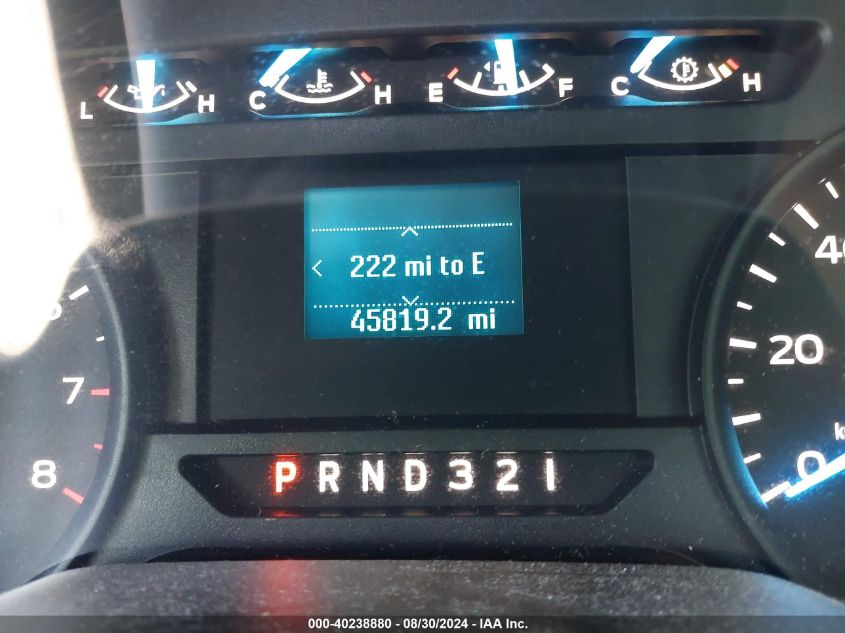 L H C H E F C H
222 mi to E
45819.2 mi
40
20
0
7
8
P R N D 3 2 1
000-40238880 - 08/30/2024 - IAA Inc.